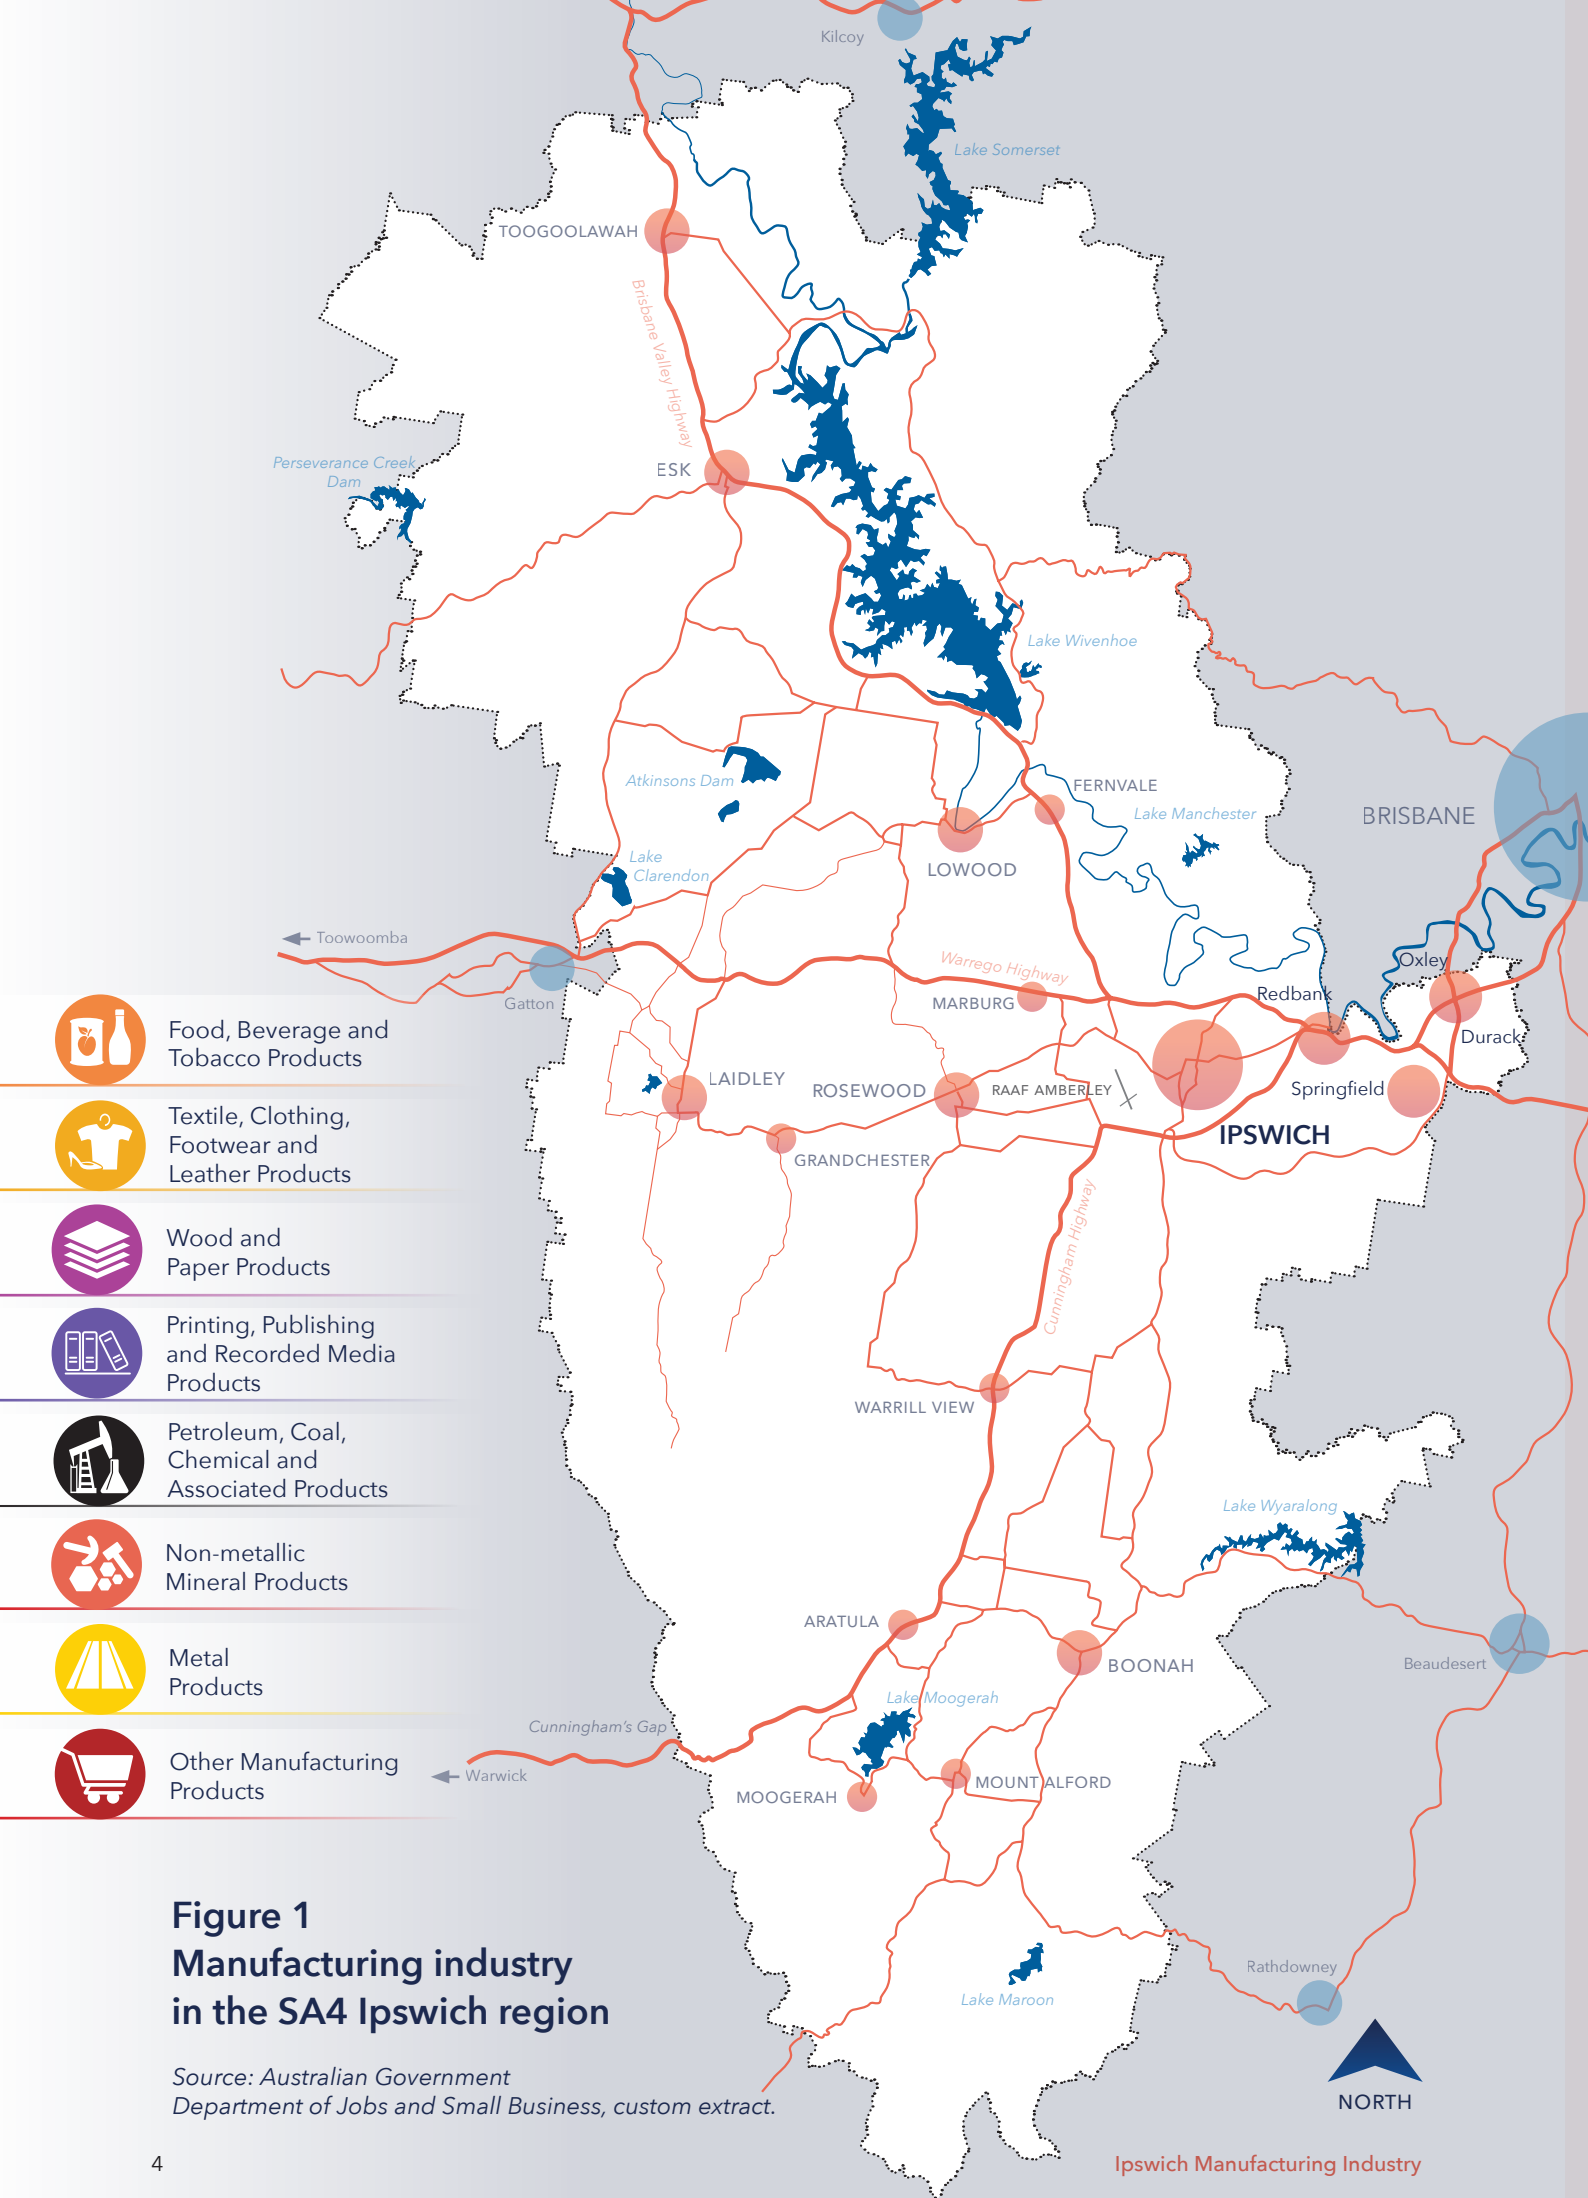 Kilcoy
Lake Somerset
TOOGOOLAWAH
Brisbane Valley Highway
Perseverance Creek
Dam
ESK
Lake Wivenhoe
Atkinsons Dam
FERNVALE
Lake Manchester
BRISBANE
Lake
Clarendon
LOWOOD
Toowoomba
Gatton
Warrego Highway
MARBURG
Redbank
Oxley
Durack
LAIDLEY
ROSEWOOD
RAAF AMBERLEY
Springfield
IPSWICH
GRANDCHESTER
Cunningham Highway
WARRILL VIEW
Lake Wyaralong
ARATULA
BOONAH
Beaudesert
Lake Moogerah
Cunningham's Gap
Warwick
MOOGERAH
MOUNT ALFORD
Rathdowney
Lake Maroon
NORTH
Food, Beverage and
Tobacco Products
Textile, Clothing,
Footwear and
Leather Products
Wood and
Paper Products
Printing, Publishing
and Recorded Media
Products
Petroleum, Coal,
Chemical and
Associated Products
Non-metallic
Mineral Products
Metal
Products
Other Manufacturing
Products
Figure 1
Manufacturing industry
in the SA4 Ipswich region
Source: Australian Government
Department of Jobs and Small Business, custom extract.
4
Ipswich Manufacturing Industry